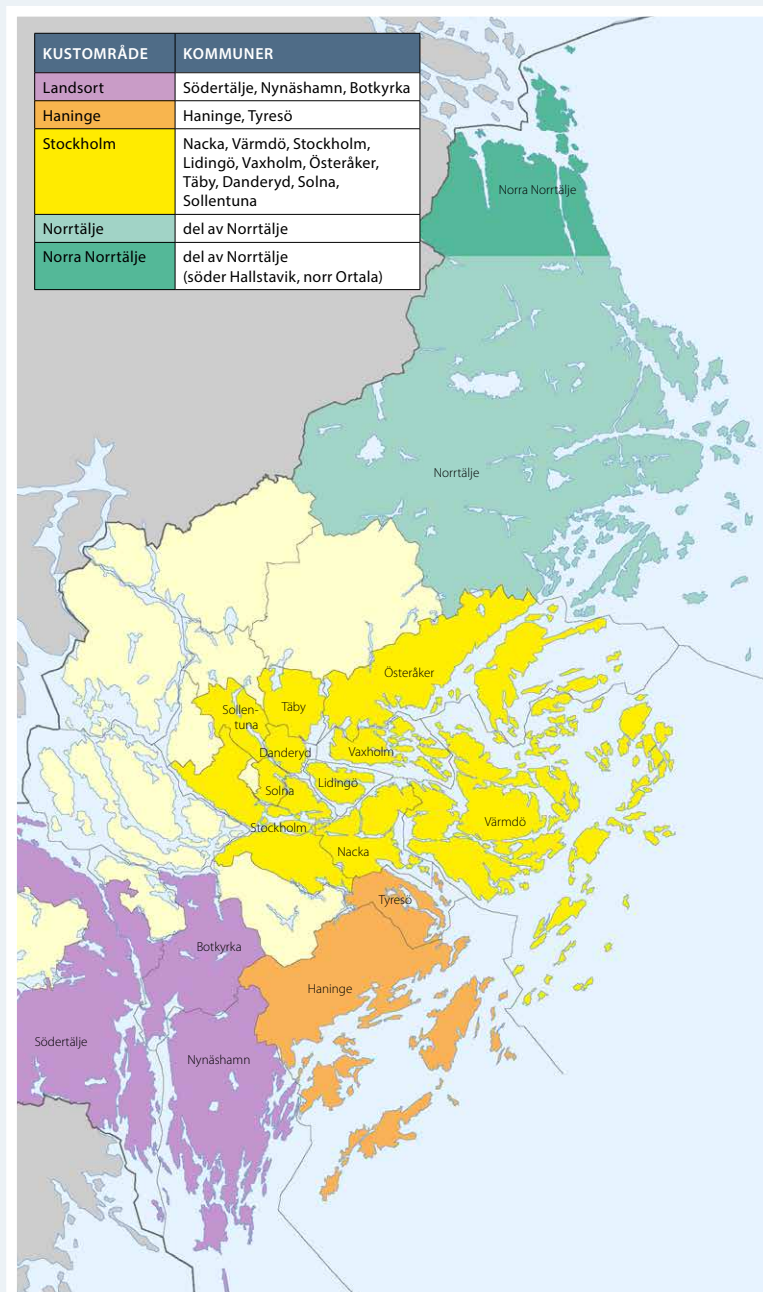 KUSTOMRÅDE KOMMUNER
Landsort Södertälje, Nynäshamn, Botkyrka
Haninge Haninge, Tyresö
Stockholm Nacka, Värmdö, Stockholm,
Lidingö, Vaxholm, Österåker,
Täby, Danderyd, Solna,
Sollentuna
Norrtälje del av Norrtälje
Norra Norrtälje del av Norrtälje
(söder Hallstavik, norr Ortala)
Norra Norrtälje
Norrtälje
Österåker
Täby
Sollen-
tuna
Danderyd
Vaxholm
Lidingö
Solna
Värmdö
Stockholm
Nacka
Tyresö
Botkyrka
Haninge
Södertälje
Nynäshamn